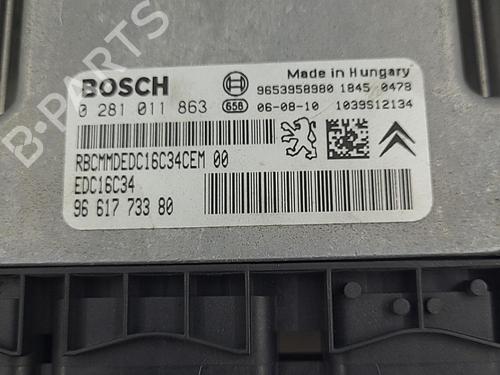 BOSCH
0 281 011 863
Made in Hungary
9653958980 1845 0478
656 06-08-10 1039S12134
RBCMMDEDC16C34CEM 00
EDC16C34
96 617 733 80
B-PARTS